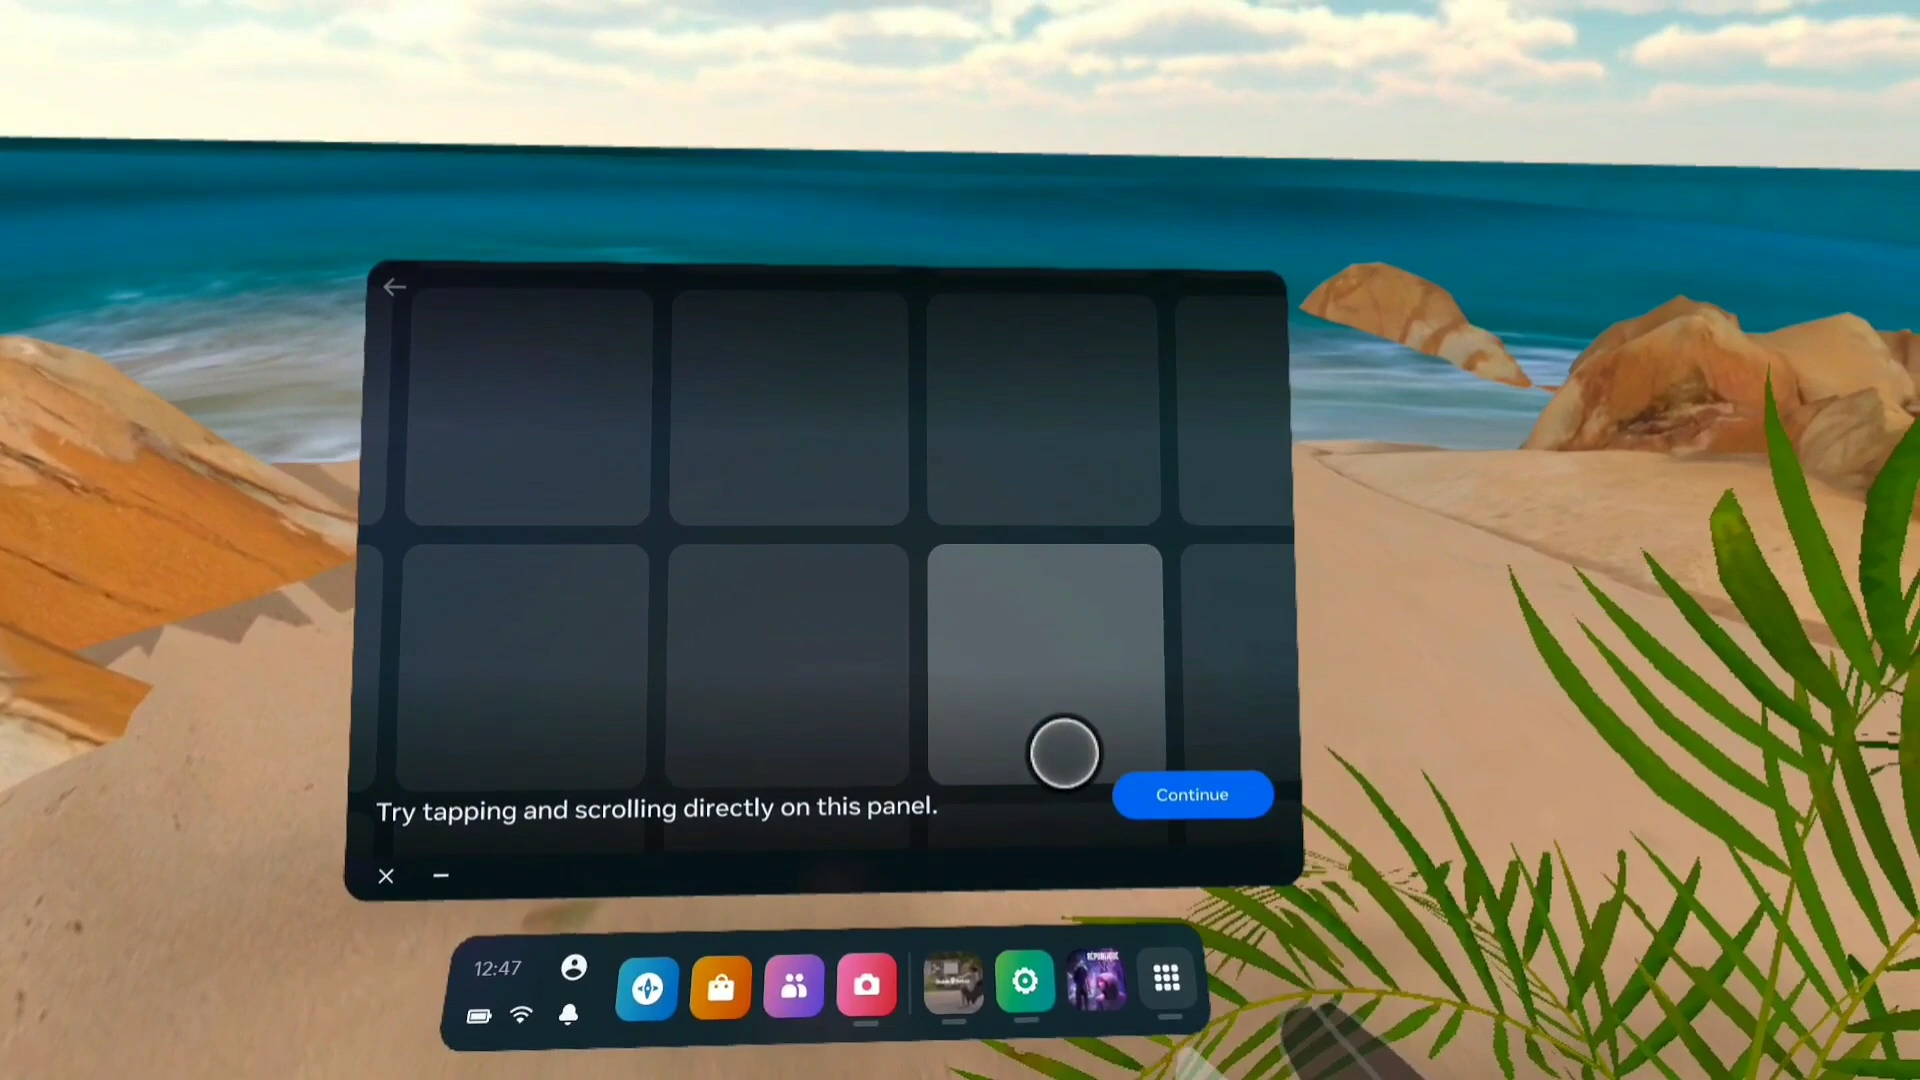 Try tapping and scrolling directly on this panel.
Continue
12:47